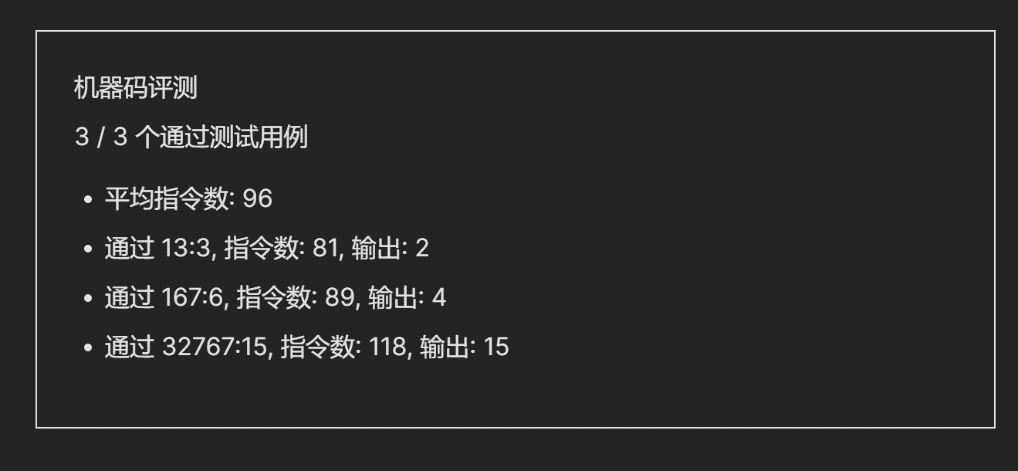 机器码评测
3 / 3 个通过测试用例
• 平均指令数: 96
• 通过 13:3, 指令数: 81, 输出: 2
• 通过 167:6, 指令数: 89, 输出: 4
• 通过 32767:15, 指令数: 118, 输出: 15